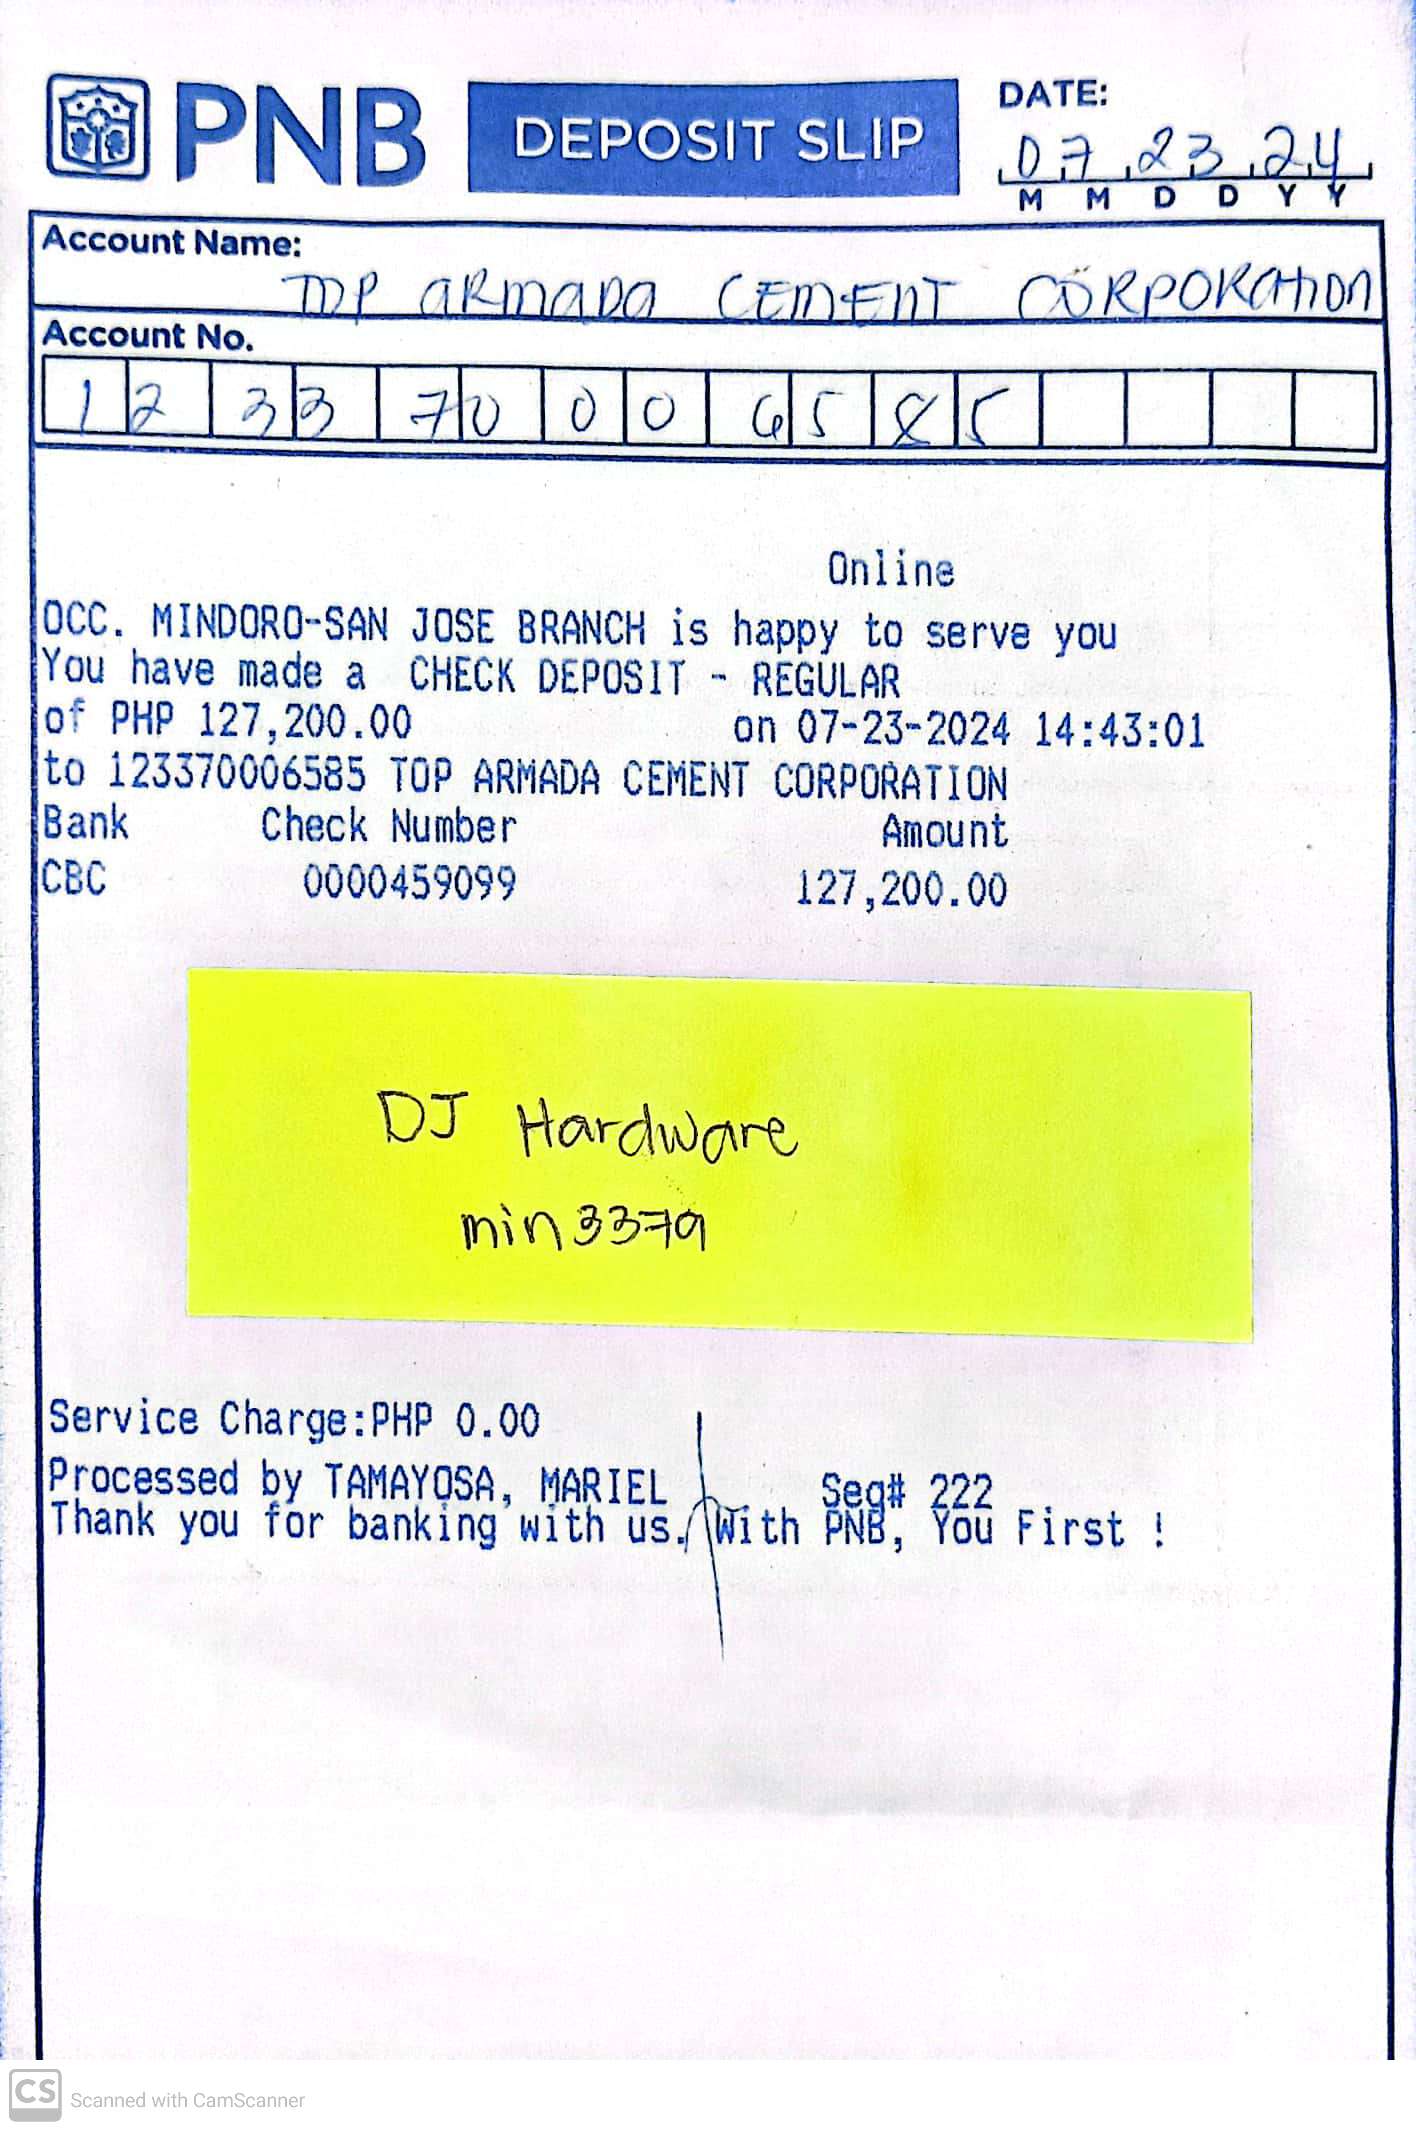 PNB DEPOSIT SLIP DATE:
07 23 24
M M D D Y Y
Account Name:
TOP ARMADA CEMENT CORPORATION
Account No.
1 2 3 3 7 0 0 0 6 5 8 5
Online
OCC. MINDORO-SAN JOSE BRANCH is happy to serve you
You have made a CHECK DEPOSIT - REGULAR
of PHP 127,200.00 on 07-23-2024 14:43:01
to 123370006585 TOP ARMADA CEMENT CORPORATION
Bank Check Number Amount
CBC 0000459099 127,200.00
DJ Hardware
min3379
Service Charge:PHP 0.00
Processed by TAMAYOSA, MARIEL Seq# 222
Thank you for banking with us. With PNB, You First !
CS Scanned with CamScanner